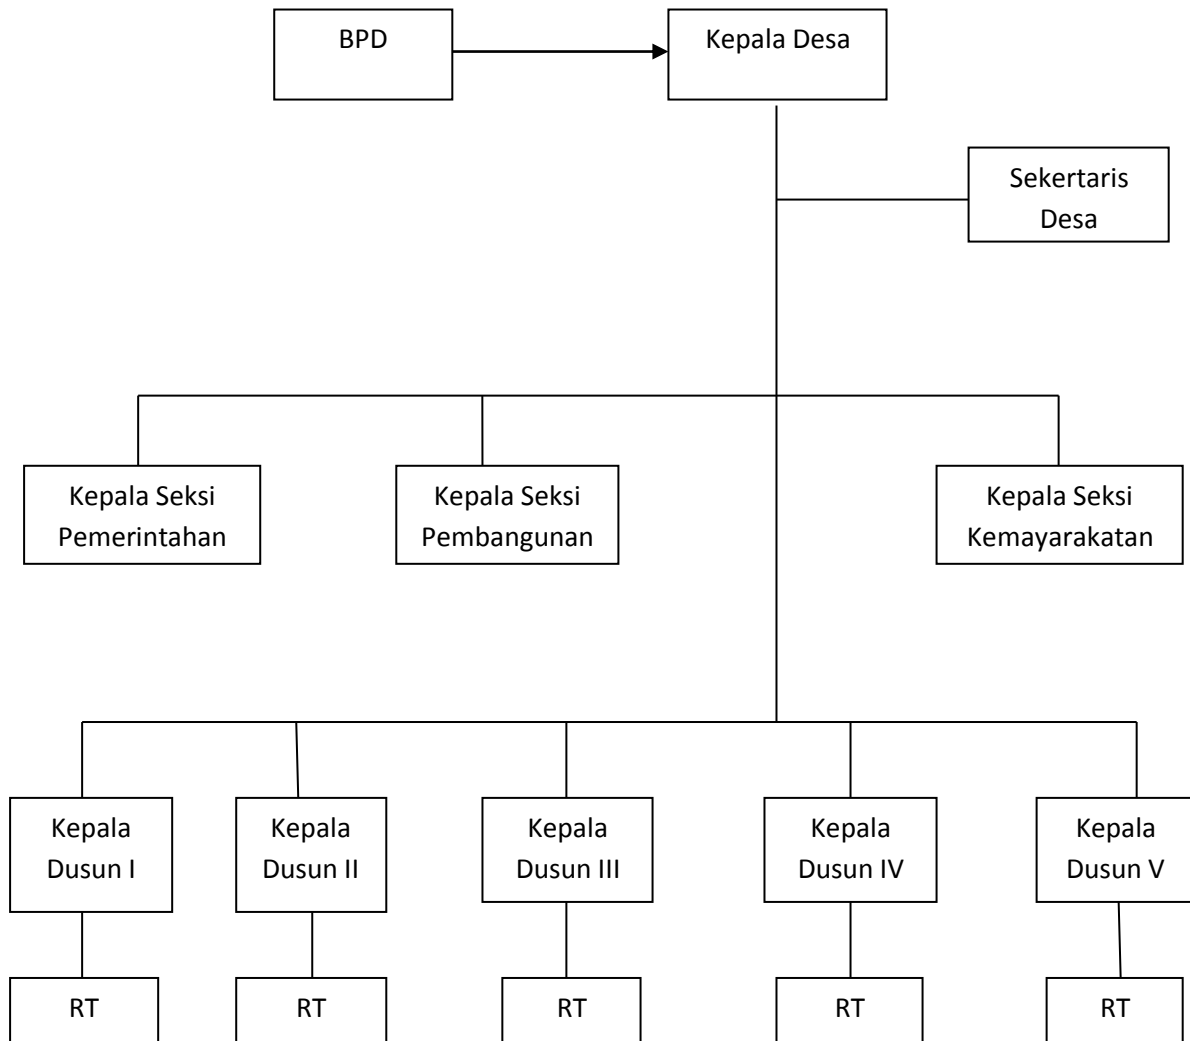 BPD
Kepala Desa
Sekertaris
Desa
Kepala Seksi
Pemerintahan
Kepala Seksi
Pembangunan
Kepala Seksi
Kemayarakatan
Kepala
Dusun I
Kepala
Dusun II
Kepala
Dusun III
Kepala
Dusun IV
Kepala
Dusun V
RT
RT
RT
RT
RT